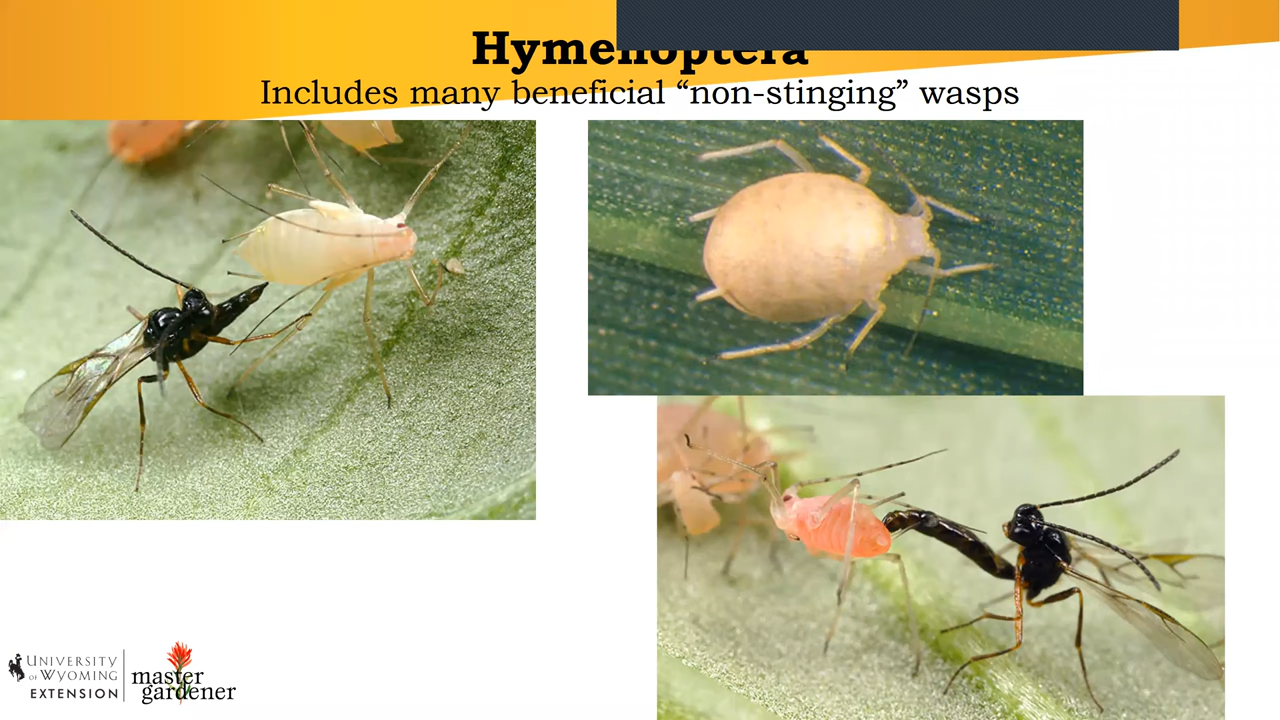 Hymenoptera
Includes many beneficial “non-stinging” wasps
UNIVERSITY
OF WYOMING
EXTENSION
master
gardener